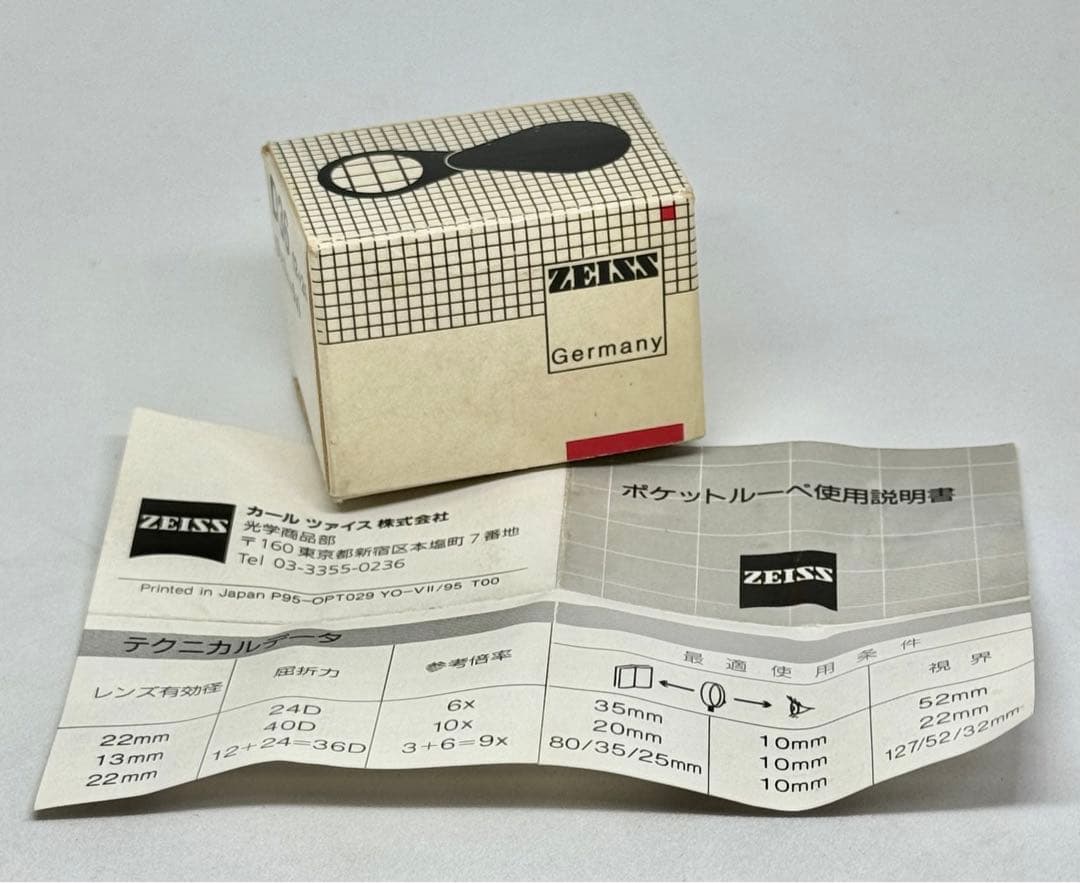 ZEISS
Germany
ZEISS
カール ツァイス 株式会社
光学商品部
〒160 東京都新宿区本塩町7番地
Tel 03-3355-0236
Printed in Japan P95-OPT029 YO-VII/95 T00
ポケットルーペ使用説明書
ZEISS
テクニカルデータ
最適使用条件
レンズ有効径 屈折力 参考倍率 視界
22mm 24D 6x 35mm 10mm 52mm
13mm 40D 10x 20mm 10mm 22mm
22mm 12+24=36D 3+6=9x 80/35/25mm 10mm 127/52/32mm